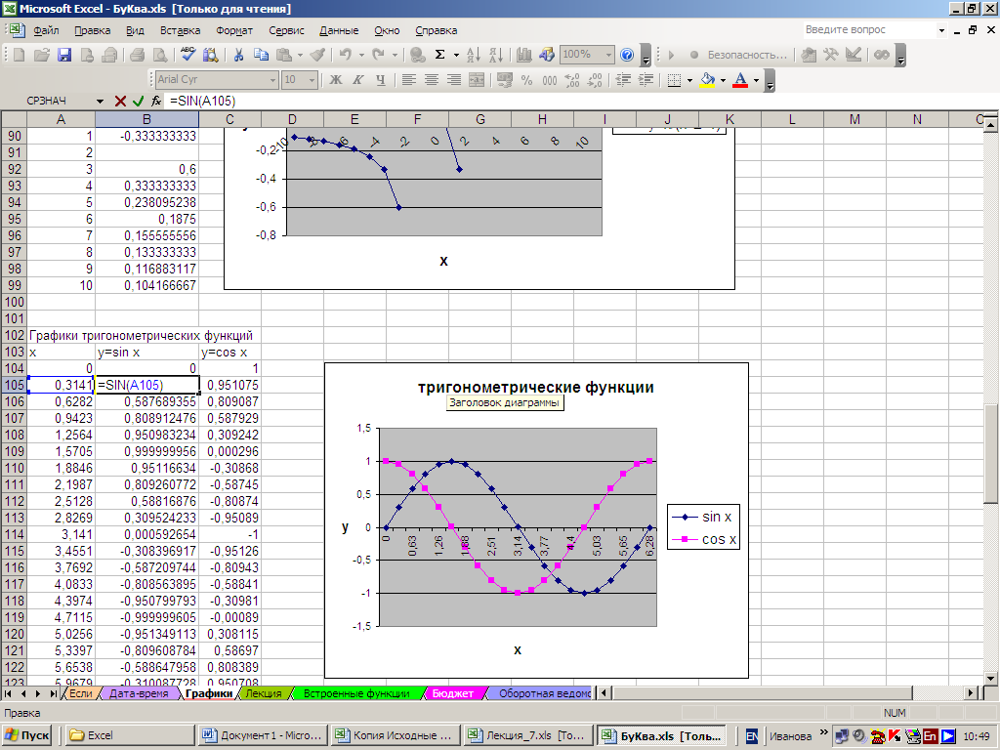 Microsoft Excel - БуКва.xls [Только для чтения]
Файл Правка Вид Вставка Формат Сервис Данные Окно Справка Введите вопрос
100% Безопасность...
Arial Cyr 10 Ж К Ч % 000
СРЗНАЧ =SIN(A105)
A B C D E F G H I J K L M N
90 1 -0,333333333
91 2
92 3 0,6
93 4 0,333333333
94 5 0,238095238
95 6 0,1875
96 7 0,155555556
97 8 0,133333333
98 9 0,116883117
99 10 0,104166667
-10 -8 -6 -4 -2 0 2 4 6 8 10
-0,2
-0,4
-0,6
-0,8
x
100
101
102 Графики тригонометрических функций
103 x y=sin x y=cos x
104 0 0 1
105 0,3141 =SIN(A105) 0,951075
106 0,6282 0,587689355 0,809087
107 0,9423 0,808912476 0,587929
108 1,2564 0,950983234 0,309242
109 1,5705 0,999999956 0,000296
110 1,8846 0,95116634 -0,30868
111 2,1987 0,809260772 -0,58745
112 2,5128 0,58816876 -0,80874
113 2,8269 0,309524233 -0,95089
114 3,141 0,000592654 -1
115 3,4551 -0,308396917 -0,95126
116 3,7692 -0,587209744 -0,80943
117 4,0833 -0,808563895 -0,58841
118 4,3974 -0,950799793 -0,30981
119 4,7115 -0,999999605 -0,00089
120 5,0256 -0,951349113 0,308115
121 5,3397 -0,809608784 0,58697
122 5,6538 -0,588647958 0,808389
123 5,9679 -0,310087728 0,950708
тригонометрические функции
Заголовок диаграммы
1,5
1
0,5
0
-0,5
-1
-1,5
y
0 0,63 1,26 1,88 2,51 3,14 3,77 4,4 5,03 5,65 6,28
x
sin x
cos x
Если Дата-время Графики Лекция Встроенные функции Бюджет Оборотная ведомо
Правка NUM
Пуск Excel Документ1 - Micro... Копия Исходные ... Лекция_7.xls [То... БуКва.xls [Толь... EN Иванова En 10:49